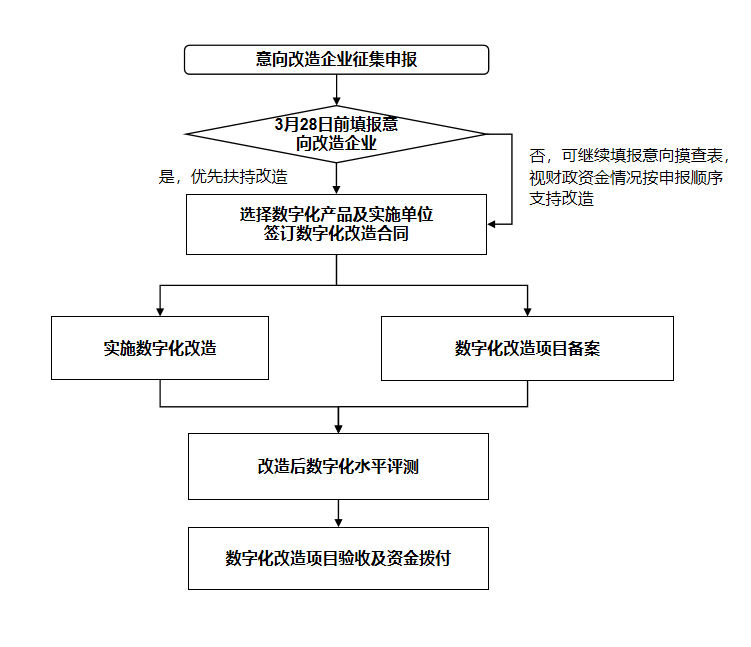 意向改造企业征集申报
3月28日前填报意
向改造企业
是，优先扶持改造
否，可继续填报意向摸查表，
视财政资金情况按申报顺序
支持改造
选择数字化产品及实施单位
签订数字化改造合同
实施数字化改造
数字化改造项目备案
改造后数字化水平评测
数字化改造项目验收及资金拨付